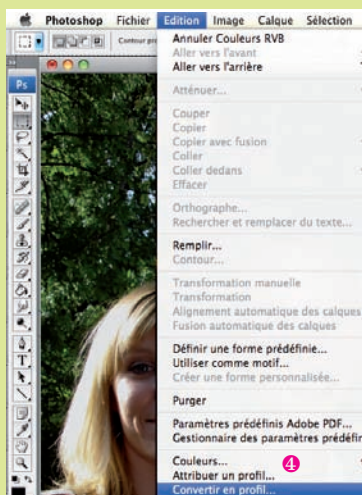 Photoshop Fichier Edition Image Calque Sélection
Contour pro
Annuler Couleurs RVB
Aller vers l'avant
Aller vers l'arrière
Atténuer...
Couper
Copier
Copier avec fusion
Coller
Coller dedans
Effacer
Orthographe...
Rechercher et remplacer du texte...
Remplir...
Contour...
Transformation manuelle
Transformation
Alignement automatique des calques
Fusion automatique des calques
Définir une forme prédéfinie...
Utiliser comme motif...
Créer une forme personnalisée...
Purger
Paramètres prédéfinis Adobe PDF...
Gestionnaire des paramètres prédéfin
Couleurs...
4
Attribuer un profil...
Convertir en profil...
Ps
T